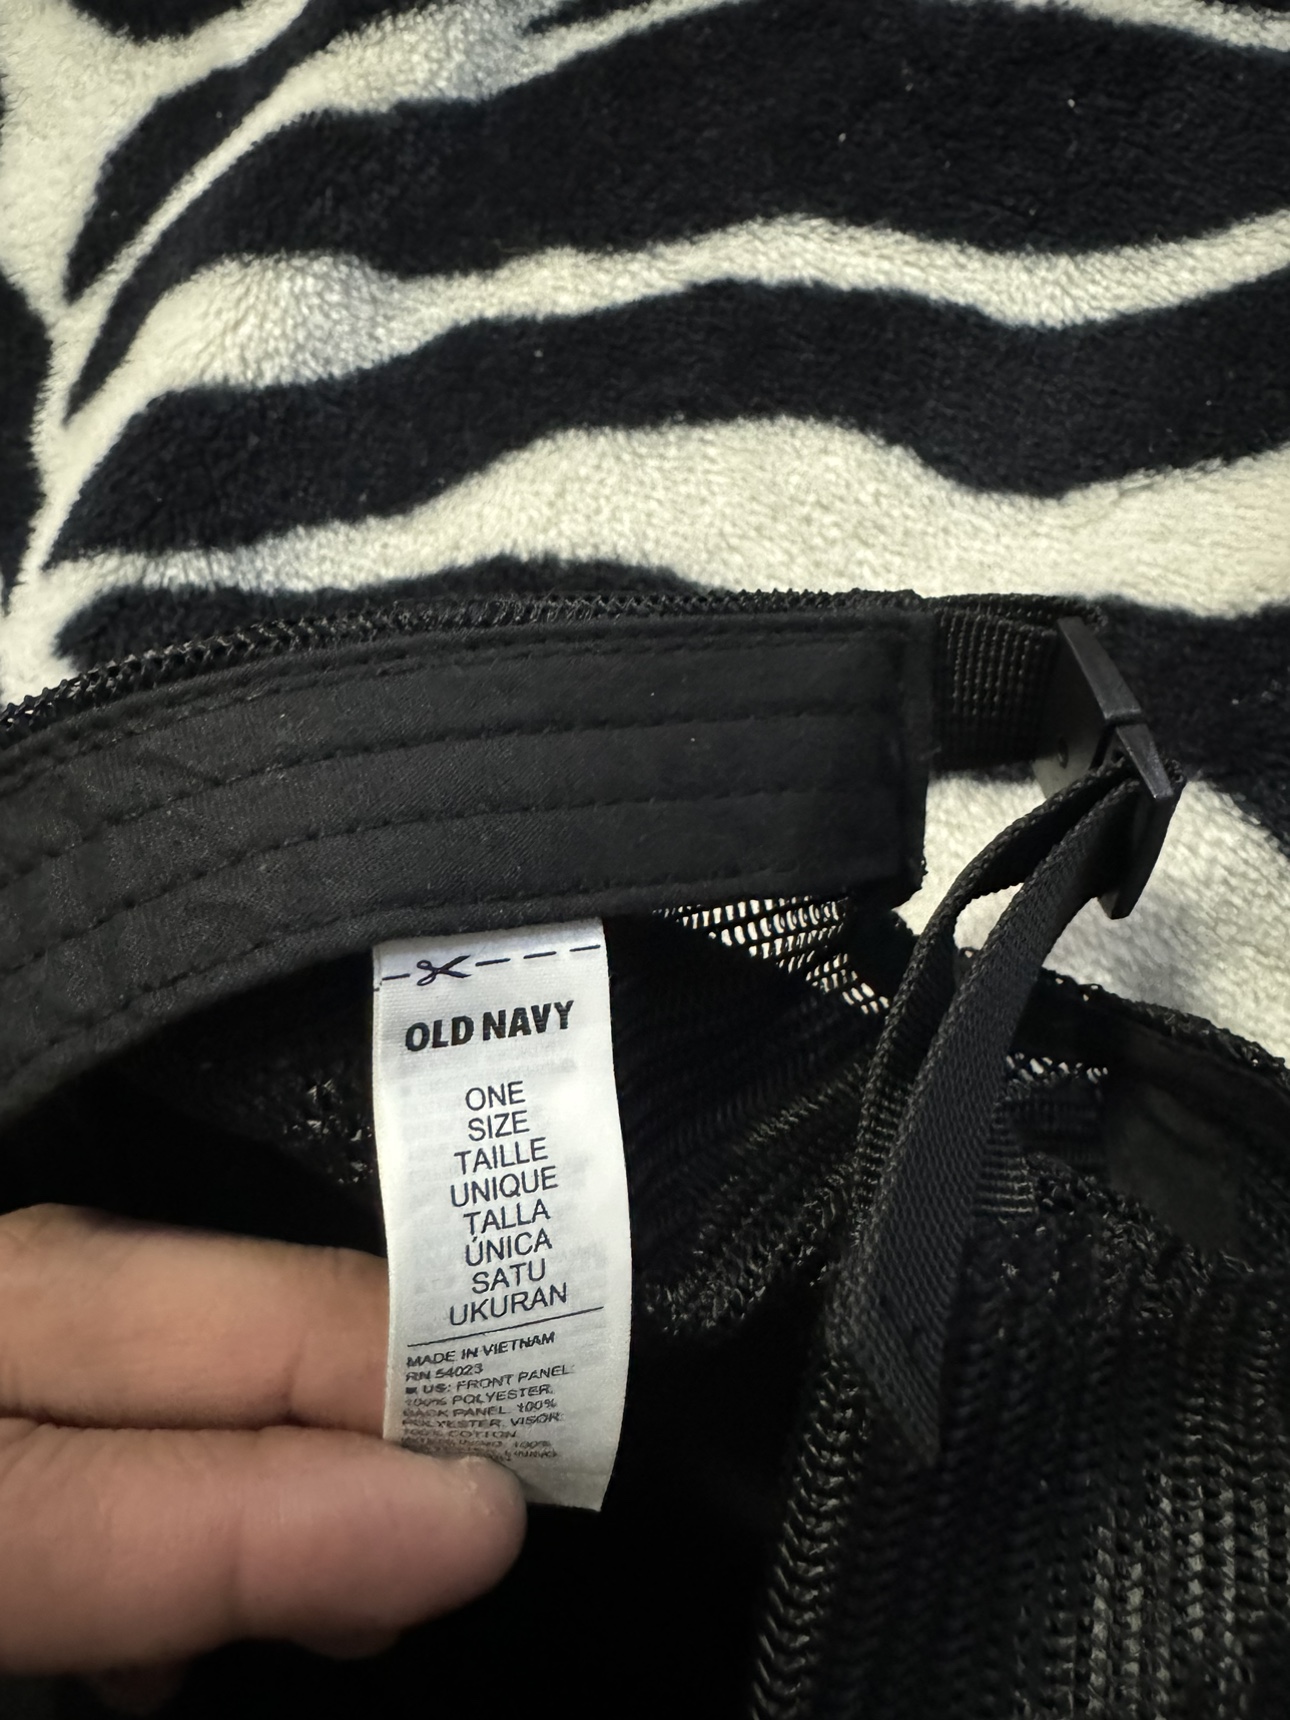 OLD NAVY
ONE
SIZE
TAILLE
UNIQUE
TALLA
ÚNICA
SATU
UKURAN
MADE IN VIETNAM
RN 54023
US: FRONT PANEL:
100% POLYESTER.
BACK PANEL: 100%
POLYESTER. VISOR:
100% COTTON.
100%